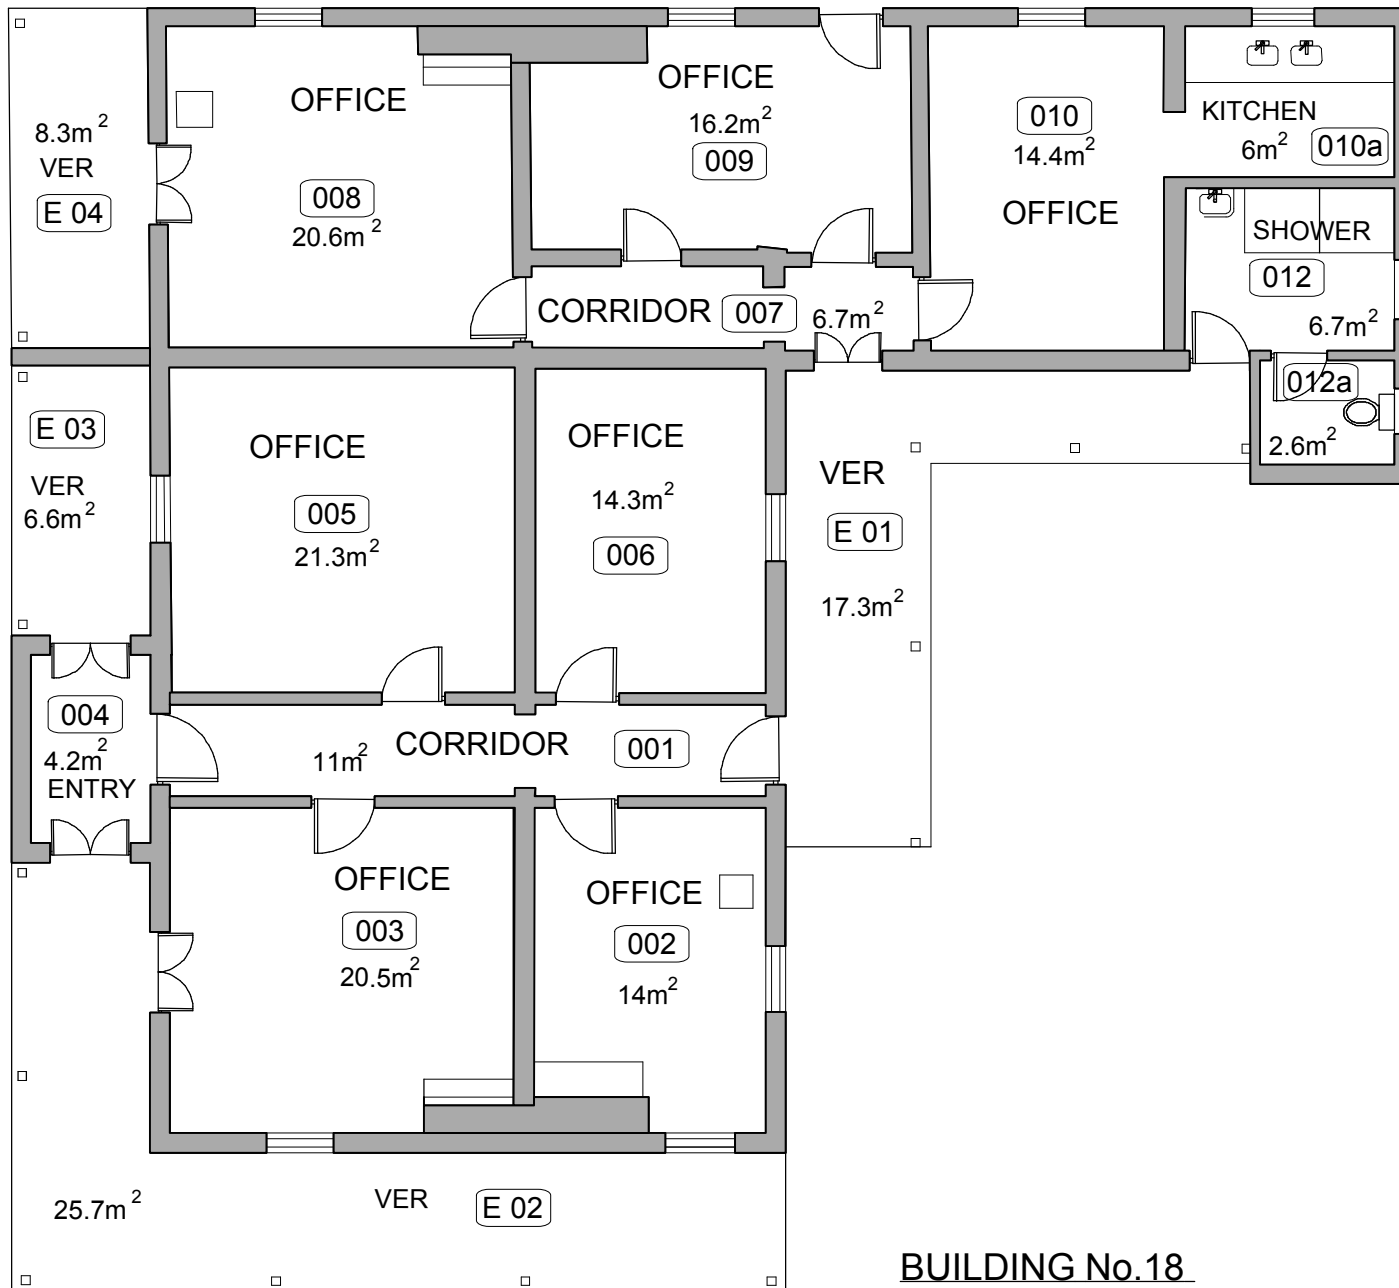 8.3m²
VER
E 04
OFFICE
008
20.6m²
OFFICE
16.2m²
009
010
14.4m²
OFFICE
KITCHEN
6m²
010a
SHOWER
012
6.7m²
CORRIDOR
007
6.7m²
012a
2.6m²
E 03
VER
6.6m²
OFFICE
005
21.3m²
OFFICE
14.3m²
006
VER
E 01
17.3m²
004
4.2m²
ENTRY
11m²
CORRIDOR
001
OFFICE
003
20.5m²
OFFICE
002
14m²
25.7m²
VER
E 02
BUILDING No.18